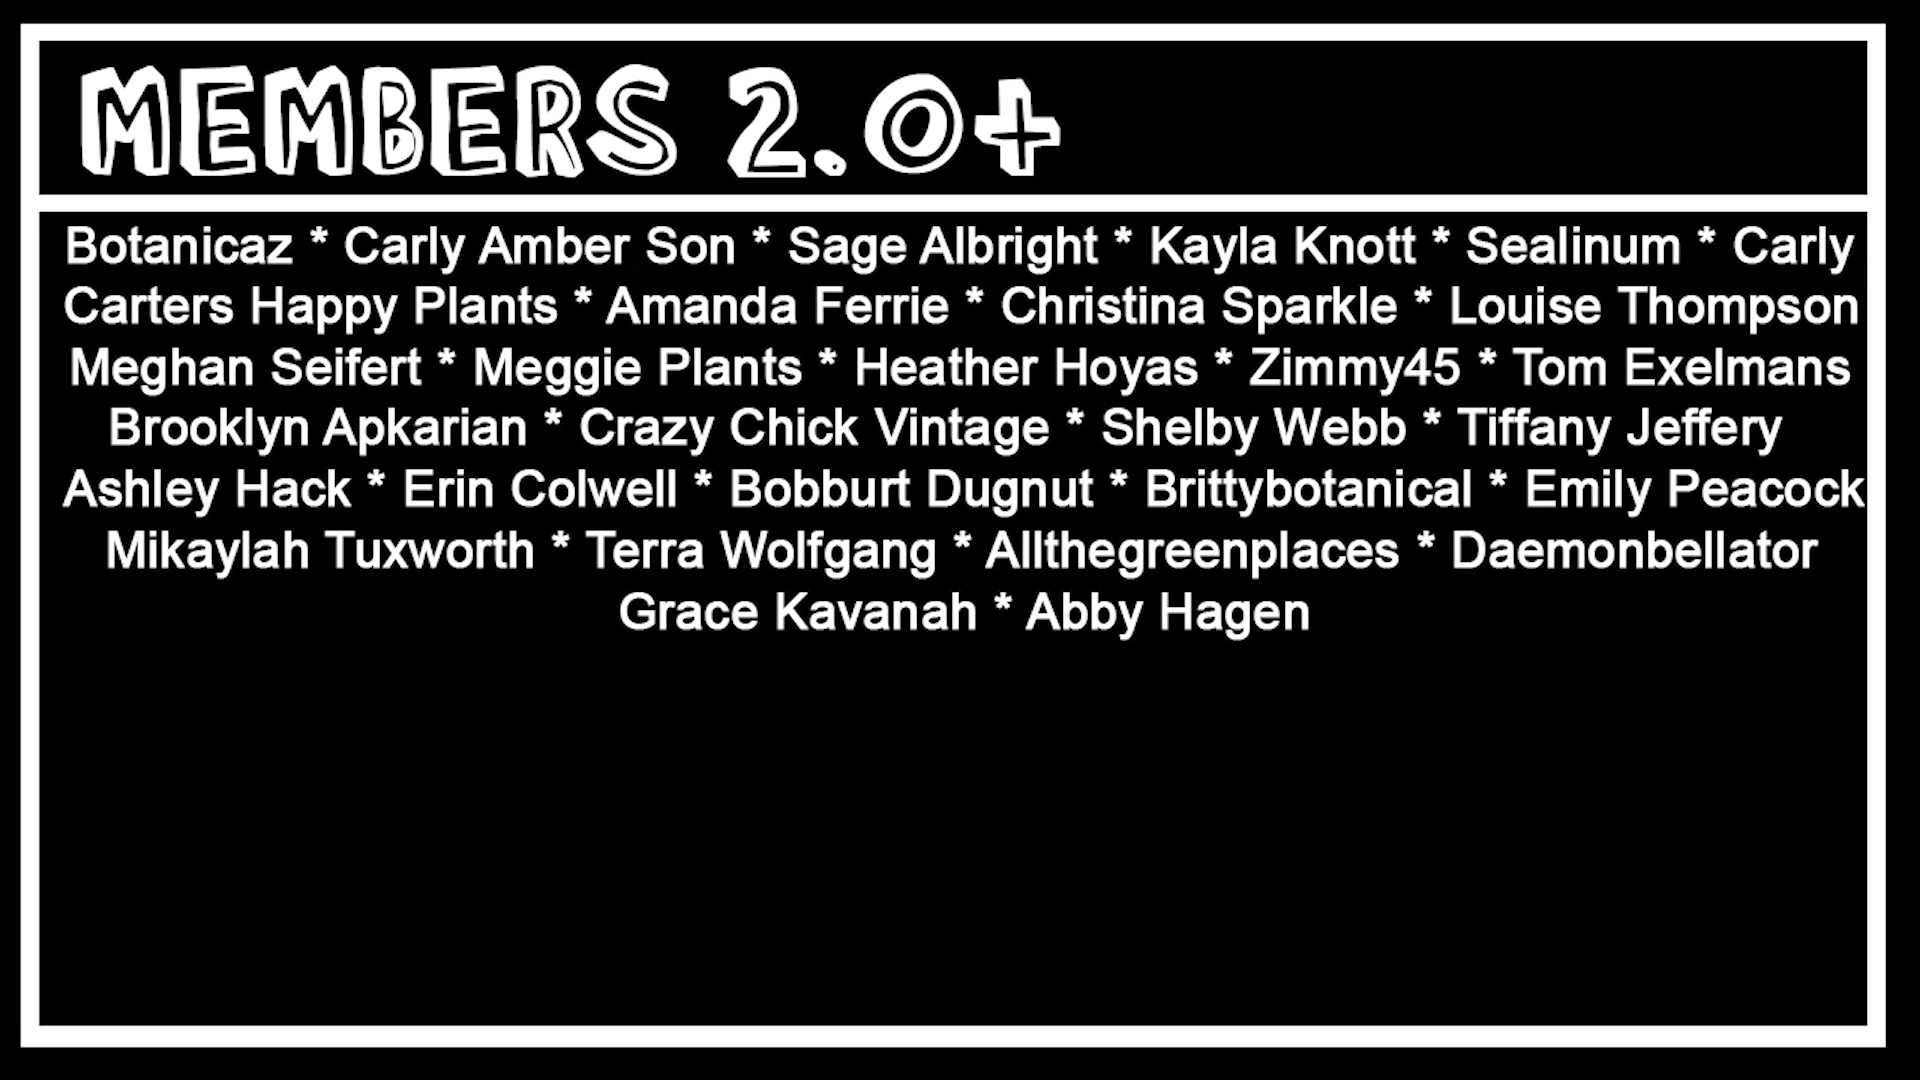 MEMBERS 2.0+
Botanicaz * Carly Amber Son * Sage Albright * Kayla Knott * Sealinum * Carly
Carters Happy Plants * Amanda Ferrie * Christina Sparkle * Louise Thompson
Meghan Seifert * Meggie Plants * Heather Hoyas * Zimmy45 * Tom Exelmans
Brooklyn Apkarian * Crazy Chick Vintage * Shelby Webb * Tiffany Jeffery
Ashley Hack * Erin Colwell * Bobburt Dugnut * Brittybotanical * Emily Peacock
Mikaylah Tuxworth * Terra Wolfgang * Allthegreenplaces * Daemonbellator
Grace Kavanah * Abby Hagen